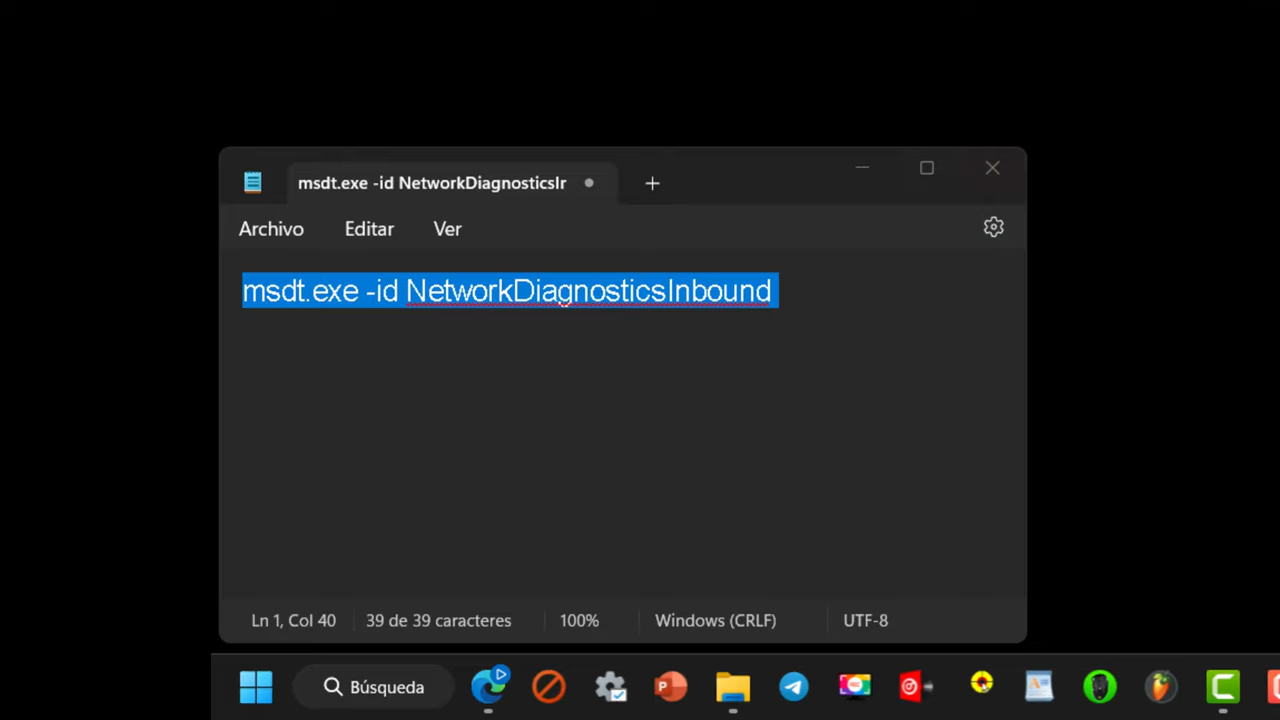 msdt.exe -id NetworkDiagnosticsIr
Archivo Editar Ver
msdt.exe -id NetworkDiagnosticsInbound
Ln 1, Col 40 39 de 39 caracteres 100% Windows (CRLF) UTF-8
Búsqueda